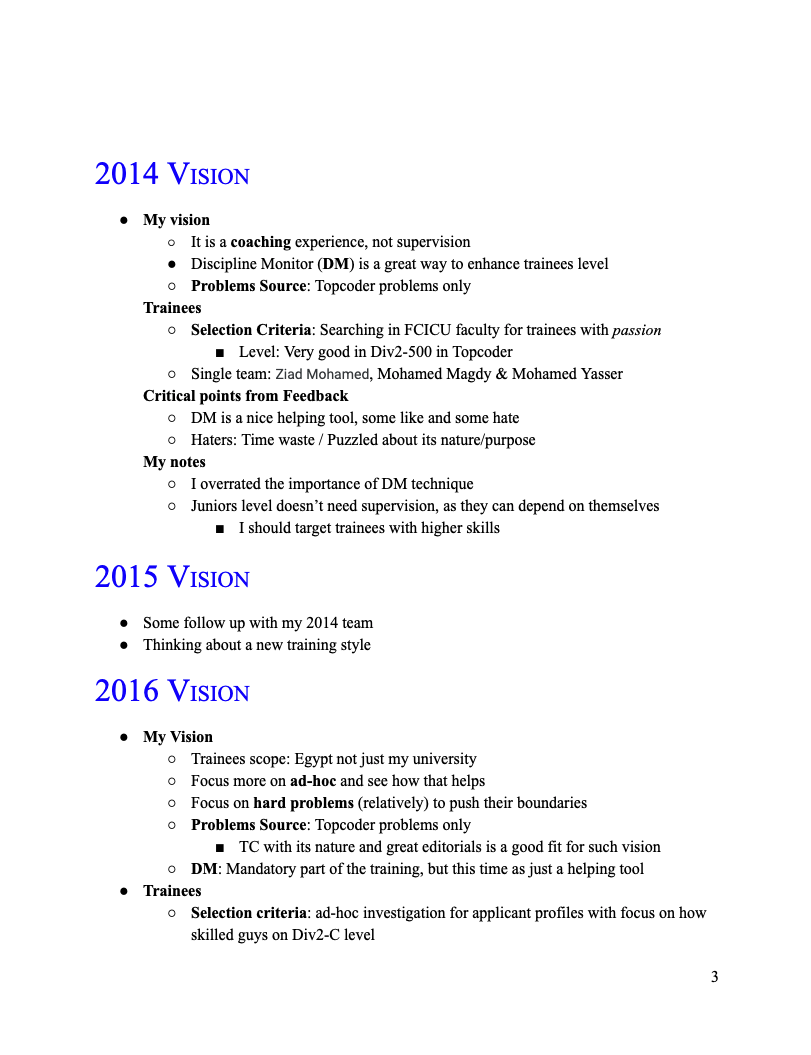 2014 Vision
● My vision
○ It is a coaching experience, not supervision
● Discipline Monitor (DM) is a great way to enhance trainees level
○ Problems Source: Topcoder problems only
Trainees
○ Selection Criteria: Searching in FCICU faculty for trainees with passion
■ Level: Very good in Div2-500 in Topcoder
○ Single team: Ziad Mohamed, Mohamed Magdy & Mohamed Yasser
Critical points from Feedback
○ DM is a nice helping tool, some like and some hate
○ Haters: Time waste / Puzzled about its nature/purpose
My notes
○ I overrated the importance of DM technique
○ Juniors level doesn’t need supervision, as they can depend on themselves
■ I should target trainees with higher skills
2015 Vision
● Some follow up with my 2014 team
● Thinking about a new training style
2016 Vision
● My Vision
○ Trainees scope: Egypt not just my university
○ Focus more on ad-hoc and see how that helps
○ Focus on hard problems (relatively) to push their boundaries
○ Problems Source: Topcoder problems only
■ TC with its nature and great editorials is a good fit for such vision
○ DM: Mandatory part of the training, but this time as just a helping tool
● Trainees
○ Selection criteria: ad-hoc investigation for applicant profiles with focus on how
skilled guys on Div2-C level
3